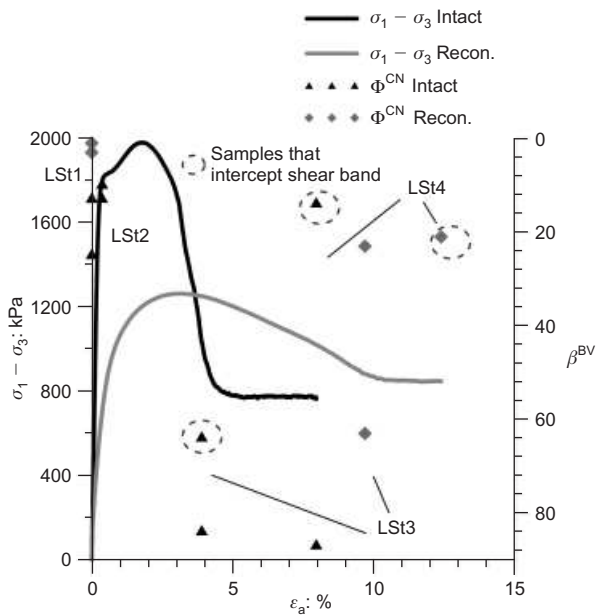 σ₁ − σ₃ Intact
σ₁ − σ₃ Recon.
Φᶜᴺ Intact
Φᶜᴺ Recon.
2000
1600
1200
800
400
0
σ₁ − σ₃: kPa
LSt1
LSt2
Samples that
intercept shear band
LSt4
LSt3
0
20
40
60
80
βᴮⱽ
0
5
10
15
εₐ: %